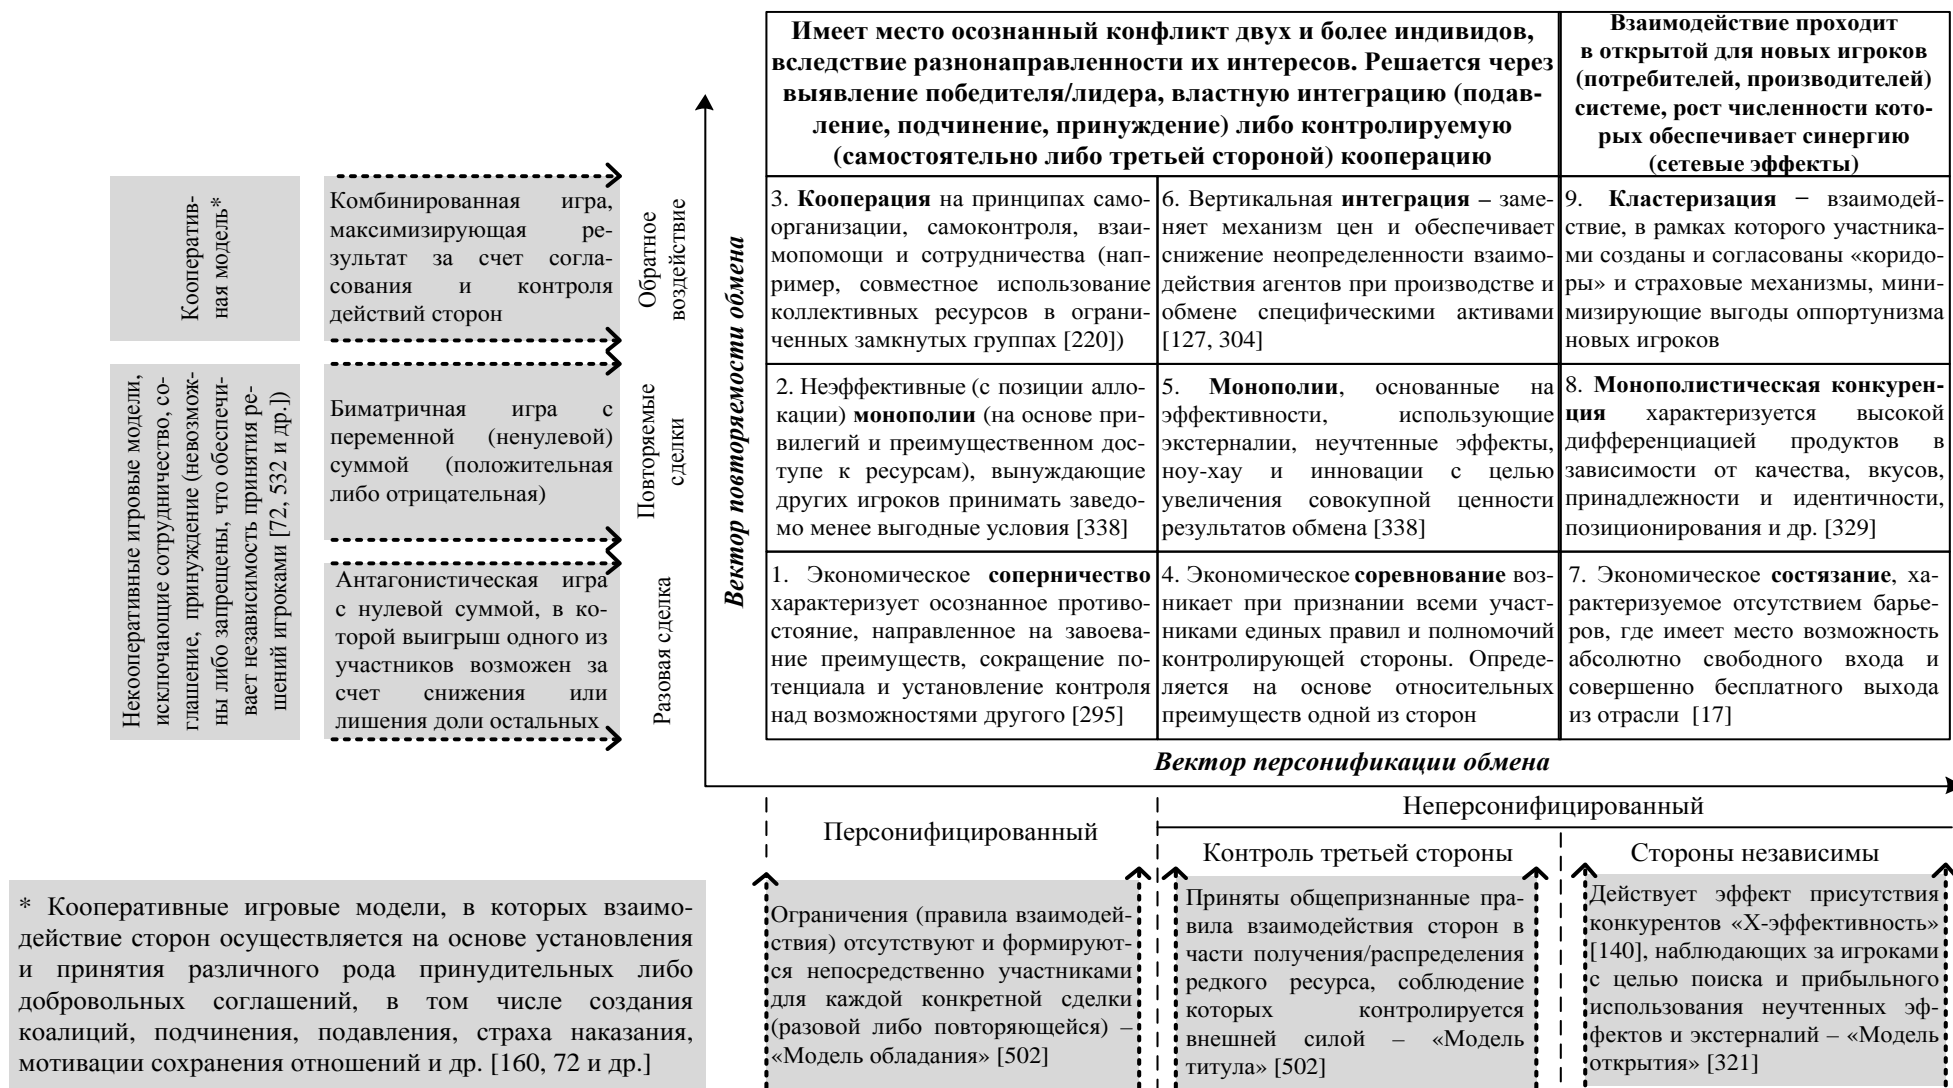 Имеет место осознанный конфликт двух и более индивидов,
вследствие разнонаправленности их интересов. Решается через
выявление победителя/лидера, властную интеграцию (подав-
ление, подчинение, принуждение) либо контролируемую
(самостоятельно либо третьей стороной) кооперацию
Взаимодействие проходит
в открытой для новых игроков
(потребителей, производителей)
системе, рост численности кото-
рых обеспечивает синергию
(сетевые эффекты)
Кооператив-
ная модель*
Комбинированная игра,
максимизирующая ре-
зультат за счет согла-
сования и контроля
действий сторон
Обратное
воздействие
3. Кооперация на принципах само-
организации, самоконтроля, взаи-
мопомощи и сотрудничества (нап-
ример, совместное использование
коллективных ресурсов в ограни-
ченных замкнутых группах [220])
6. Вертикальная интеграция – заме-
няет механизм цен и обеспечивает
снижение неопределенности взаимо-
действия агентов при производстве и
обмене специфическими активами
[127, 304]
9. Кластеризация – взаимодей-
ствие, в рамках которого участника-
ми созданы и согласованы «коридо-
ры» и страховые механизмы, мини-
мизирующие выгоды оппортунизма
новых игроков
Некооперативные игровые модели,
исключающие сотрудничество, со-
глашение, принуждение (невозмож-
ны либо запрещены, что обеспечи-
вает независимость принятия ре-
шений игроками [72, 532 и др.])
Биматричная игра с
переменной (ненулевой)
суммой (положительная
либо отрицательная)
Повторяемые
сделки
Вектор повторяемости обмена
2. Неэффективные (с позиции алло-
кации) монополии (на основе при-
вилегий и преимущественном дос-
тупе к ресурсам), вынуждающие
других игроков принимать заведо-
мо менее выгодные условия [338]
5. Монополии, основанные на
эффективности, использующие
экстерналии, неучтенные эффекты,
ноу-хау и инновации с целью
увеличения совокупной ценности
результатов обмена [338]
8. Монополистическая конкурен-
ция характеризуется высокой
дифференциацией продуктов в
зависимости от качества, вкусов,
принадлежности и идентичности,
позиционирования и др. [329]
Антагонистическая игра
с нулевой суммой, в ко-
торой выигрыш одного из
участников возможен за
счет снижения или
лишения доли остальных
Разовая сделка
1. Экономическое соперничество
характеризует осознанное противо-
стояние, направленное на завоева-
ние преимуществ, сокращение по-
тенциала и установление контроля
над возможностями другого [295]
4. Экономическое соревнование воз-
никает при признании всеми участ-
никами единых правил и полномочий
контролирующей стороны. Опреде-
ляется на основе относительных
преимуществ одной из сторон
7. Экономическое состязание, ха-
рактеризуемое отсутствием барье-
ров, где имеет место возможность
абсолютно свободного входа и
совершенно бесплатного выхода
из отрасли [17]
Вектор персонификации обмена
Персонифицированный
Неперсонифицированный
Контроль третьей стороны
Стороны независимы
Ограничения (правила взаимодей-
ствия) отсутствуют и формируют-
ся непосредственно участниками
для каждой конкретной сделки
(разовой либо повторяющейся) –
«Модель обладания» [502]
Приняты общепризнанные пра-
вила взаимодействия сторон в
части получения/распределения
редкого ресурса, соблюдение
которых контролируется
внешней силой – «Модель
титула» [502]
Действует эффект присутствия
конкурентов «Х-эффективность»
[140], наблюдающих за игроками
с целью поиска и прибыльного
использования неучтенных эф-
фектов и экстерналий – «Модель
открытия» [321]
* Кооперативные игровые модели, в которых взаимо-
действие сторон осуществляется на основе установления
и принятия различного рода принудительных либо
добровольных соглашений, в том числе создания
коалиций, подчинения, подавления, страха наказания,
мотивации сохранения отношений и др. [160, 72 и др.]